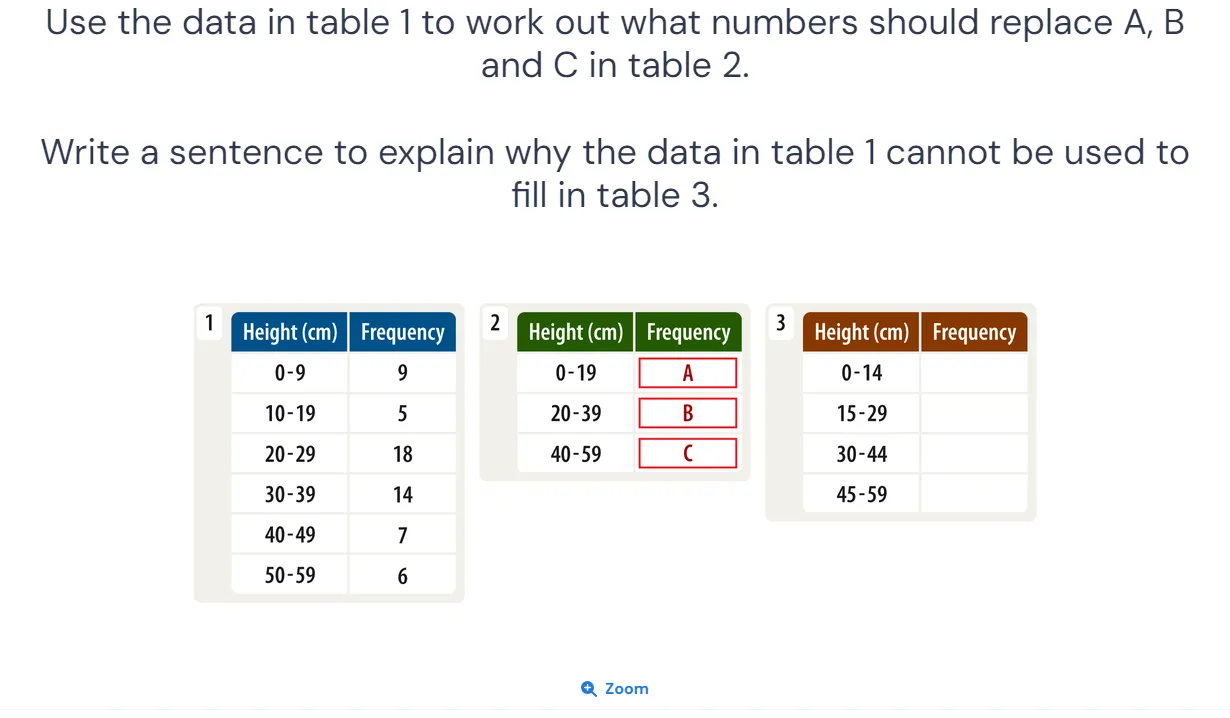 Use the data in table 1 to work out what numbers should replace A, B
and C in table 2.
Write a sentence to explain why the data in table 1 cannot be used to
fill in table 3.
1
Height (cm) Frequency
0-9 9
10-19 5
20-29 18
30-39 14
40-49 7
50-59 6
2
Height (cm) Frequency
0-19 A
20-39 B
40-59 C
3
Height (cm) Frequency
0-14
15-29
30-44
45-59
Zoom